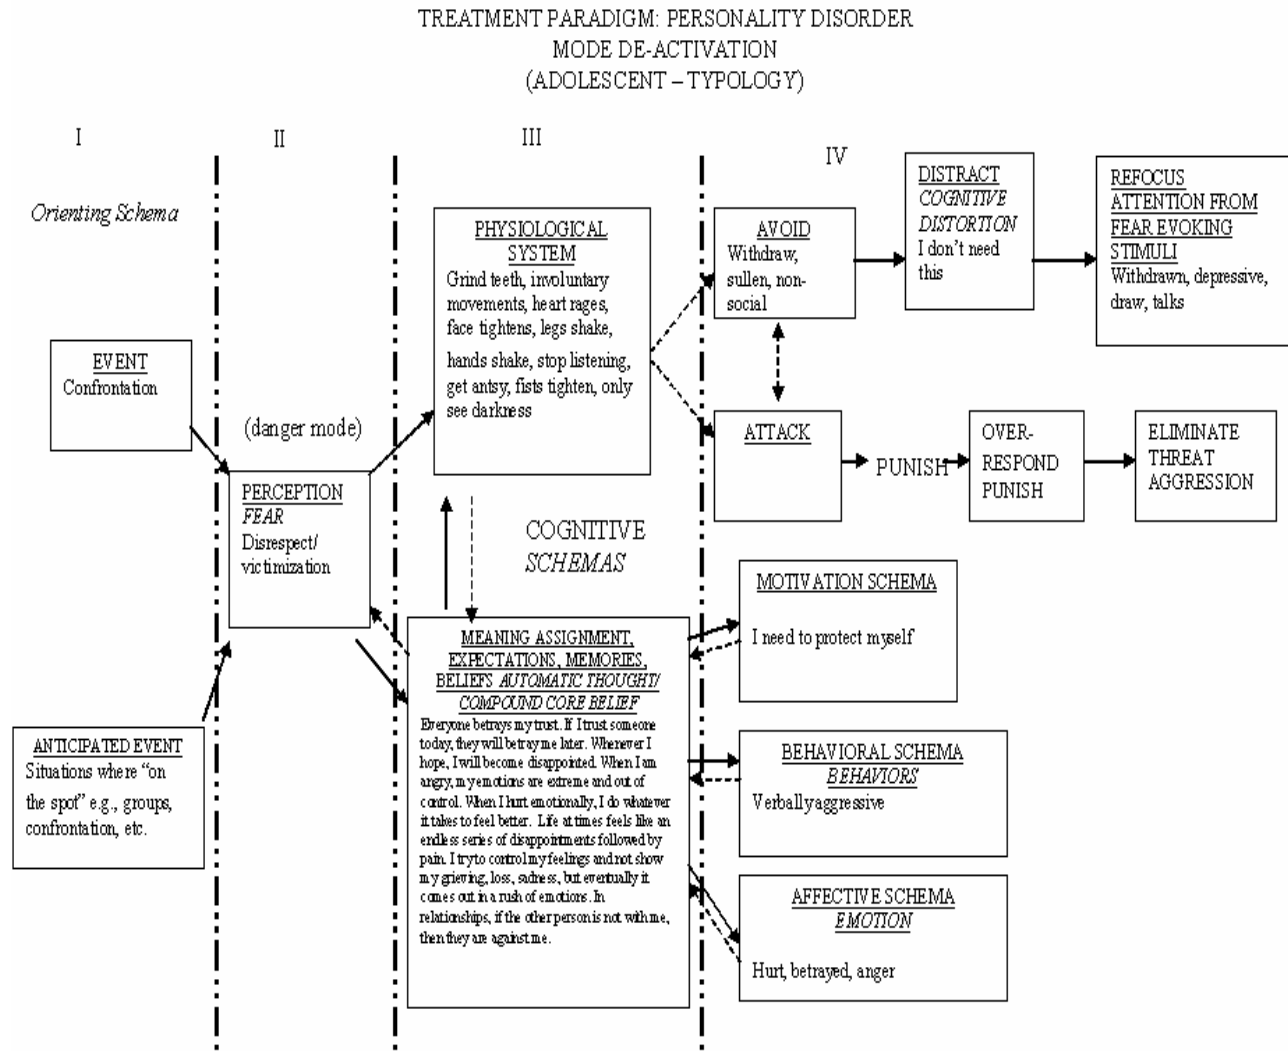 TREATMENT PARADIGM: PERSONALITY DISORDER
MODE DE-ACTIVATION
(ADOLESCENT – TYPOLOGY)
I
II
III
IV
Orienting Schema
EVENT
Confrontation
ANTICIPATED EVENT
Situations where “on
the spot” e.g., groups,
confrontation, etc.
(danger mode)
PERCEPTION
FEAR
Disrespect/
victimization
PHYSIOLOGICAL
SYSTEM
Grind teeth, involuntary
movements, heart rages,
face tightens, legs shake,
hands shake, stop listening,
get antsy, fists tighten, only
see darkness
COGNITIVE
SCHEMAS
MEANING ASSIGNMENT,
EXPECTATIONS, MEMORIES,
BELIEFS AUTOMATIC THOUGHT/
COMPOUND CORE BELIEF
Everyone betrays my trust. If I trust someone
today, they will betray me later. Whenever I
hope, I will become disappointed. When I am
angry, my emotions are extreme and out of
control. When I hurt emotionally, I do whatever
it takes to feel better. Life at times feels like an
endless series of disappointments followed by
pain. I try to control my feelings and not show
my grieving, loss, sadness, but eventually it
comes out in a rush of emotions. In
relationships, if the other person is not with me,
then they are against me.
AVOID
Withdraw,
sullen, non-
social
DISTRACT
COGNITIVE
DISTORTION
I don’t need
this
REFOCUS
ATTENTION FROM
FEAR EVOKING
STIMULI
Withdrawn, depressive,
draw, talks
ATTACK
PUNISH
OVER-
RESPOND
PUNISH
ELIMINATE
THREAT
AGGRESSION
MOTIVATION SCHEMA
I need to protect myself
BEHAVIORAL SCHEMA
BEHAVIORS
Verbally aggressive
AFFECTIVE SCHEMA
EMOTION
Hurt, betrayed, anger